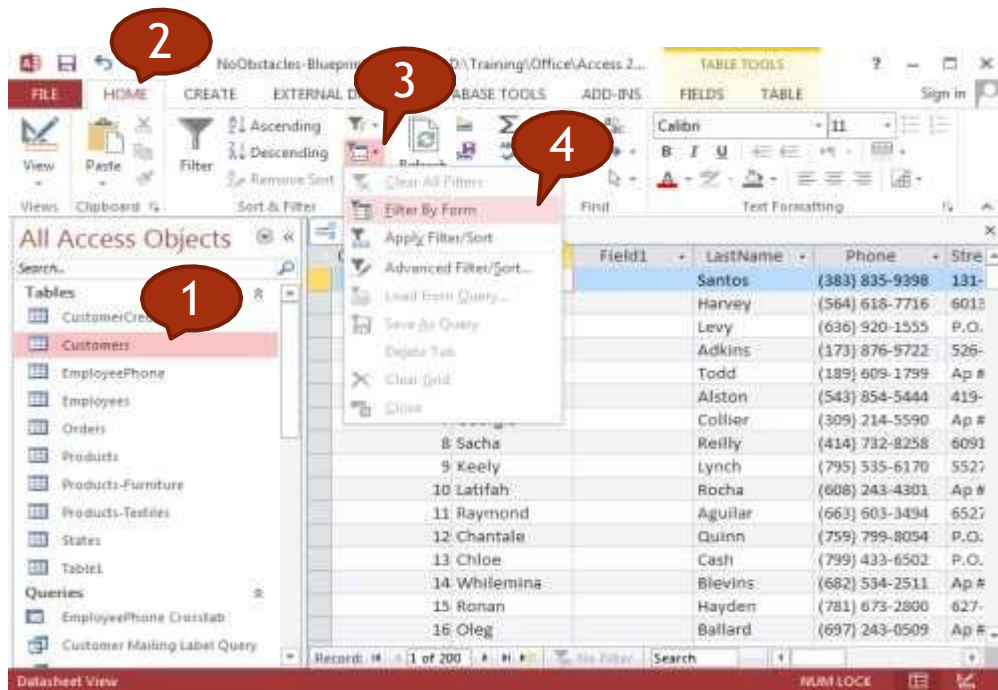 2
NoObstacles-Bluepri D:\Training\Office\Access 2... TABLE TOOLS ? Sign in
FILE HOME CREATE EXTERNAL D 3 ABASE TOOLS ADD-INS FIELDS TABLE
View Paste Filter Ascending Descending Remove Sort
4
Calibri 11
B I U
A
Views Clipboard Sort & Filter Find Text Formatting
Clear All Filters
Filter By Form
Apply Filter/Sort
Advanced Filter/Sort...
Load from Query...
Save As Query
Delete Tab
Clear Grid
Close
All Access Objects
Search..
Tables
1
CustomerCre
Customers
EmployeePhone
Employees
Orders
Products
Products-Furniture
Products-Textiles
States
Table1
Queries
EmployeePhone Crosstab
Customer Mailing Label Query
Field1 LastName Phone Stre
Santos (383) 835-9398 131-
Harvey (564) 618-7716 6013
Levy (636) 920-1555 P.O.
Adkins (173) 876-9722 526-
Todd (189) 609-1799 Ap #
Alston (543) 854-5444 419-
Collier (309) 214-5590 Ap #
8 Sacha Reilly (414) 732-8258 6091
9 Keely Lynch (795) 535-6170 5527
10 Latifah Rocha (608) 243-4301 Ap #
11 Raymond Aguilar (663) 603-3494 6527
12 Chantale Quinn (759) 799-8054 P.O.
13 Chloe Cash (799) 433-6502 P.O.
14 Whilemina Blevins (682) 534-2511 Ap #
15 Ronan Hayden (781) 673-2800 627-
16 Oleg Ballard (697) 243-0509 Ap #
Record: 1 of 200 No Filter Search
Datasheet View NUM LOCK